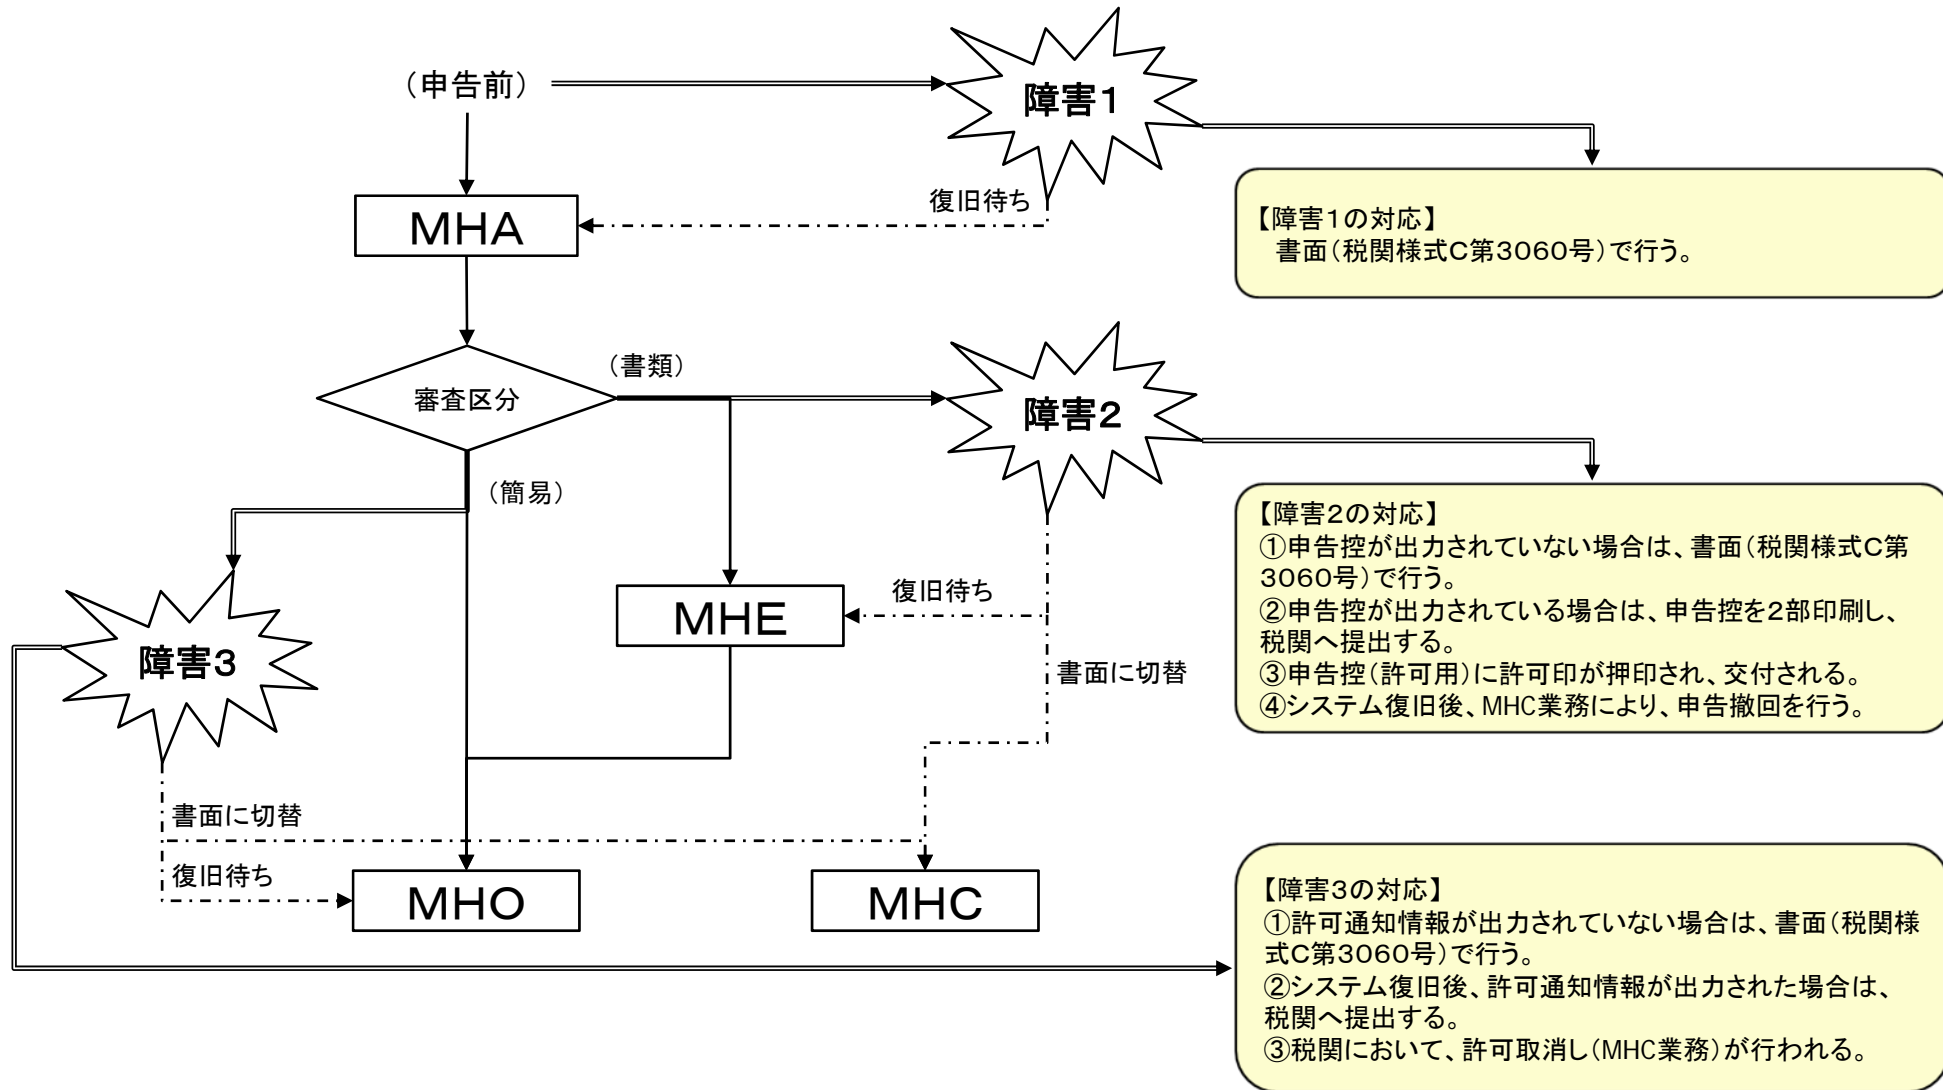 （申告前）
障害１
復旧待ち
ＭＨＡ
【障害１の対応】
書面（税関様式Ｃ第３０６０号）で行う。
（書類）
審査区分
障害２
（簡易）
【障害２の対応】
①申告控が出力されていない場合は、書面（税関様式Ｃ第
３０６０号）で行う。
②申告控が出力されている場合は、申告控を２部印刷し、
税関へ提出する。
③申告控（許可用）に許可印が押印され、交付される。
④システム復旧後、MHC業務により、申告撤回を行う。
復旧待ち
ＭＨＥ
障害３
書面に切替
書面に切替
復旧待ち
ＭＨＯ
ＭＨＣ
【障害３の対応】
①許可通知情報が出力されていない場合は、書面（税関様
式Ｃ第３０６０号）で行う。
②システム復旧後、許可通知情報が出力された場合は、
税関へ提出する。
③税関において、許可取消し（MHC業務）が行われる。